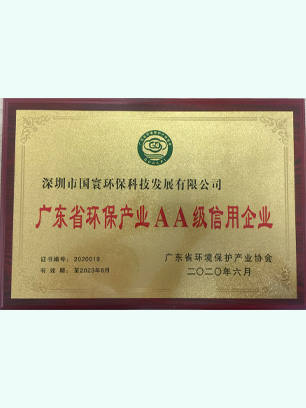 深圳市国寰环保科技发展有限公司
广东省环保产业AA级信用企业
证书编号：2020019
有 效 期：至2023年6月
广东省环境保护产业协会
二〇二〇年六月